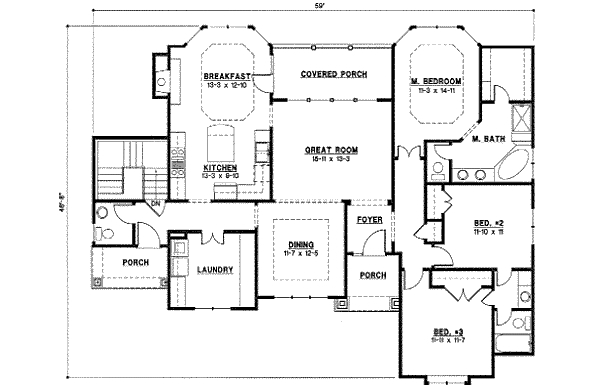 59'
BREAKFAST
13-3 x 12-10
COVERED PORCH
M. BEDROOM
11-3 x 14-11
M. BATH
GREAT ROOM
15-11 x 13-3
KITCHEN
13-3 x 9-10
48'-8"
DN
FOYER
BED. #2
11-10 x 11
DINING
11-7 x 12-5
PORCH
LAUNDRY
PORCH
BED. #3
11-11 x 11-7